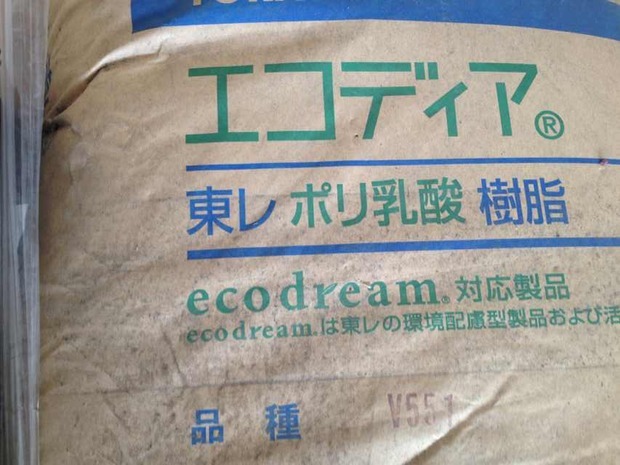 エコディア®
東レ ポリ乳酸 樹脂
ecodream® 対応製品
ecodream®は東レの環境配慮型製品および活
品種 V551